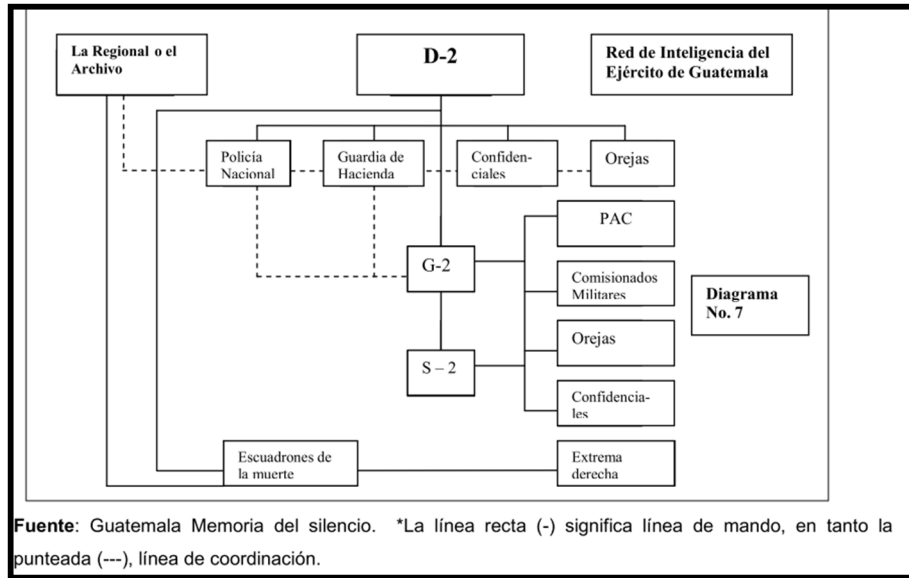 La Regional o el
Archivo
D-2
Red de Inteligencia del
Ejército de Guatemala
Policía
Nacional
Guardia de
Hacienda
Confiden-
ciales
Orejas
PAC
G-2
Comisionados
Militares
Diagrama
No. 7
Orejas
S – 2
Confidencia-
les
Escuadrones de
la muerte
Extrema
derecha
Fuente: Guatemala Memoria del silencio. *La línea recta (-) significa línea de mando, en tanto la
punteada (---), línea de coordinación.